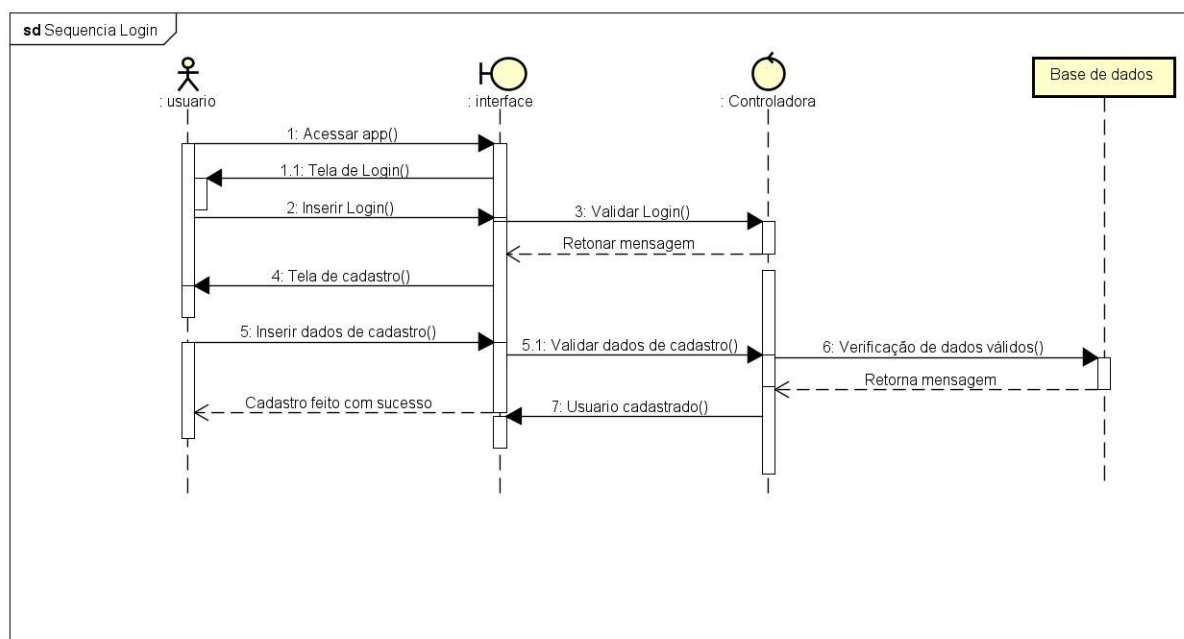 sd Sequencia Login
: usuario
: interface
: Controladora
Base de dados
1: Acessar app()
1.1: Tela de Login()
2: Inserir Login()
3: Validar Login()
Retonar mensagem
4: Tela de cadastro()
5: Inserir dados de cadastro()
5.1: Validar dados de cadastro()
6: Verificação de dados válidos()
Retorna mensagem
Cadastro feito com sucesso
7: Usuario cadastrado()